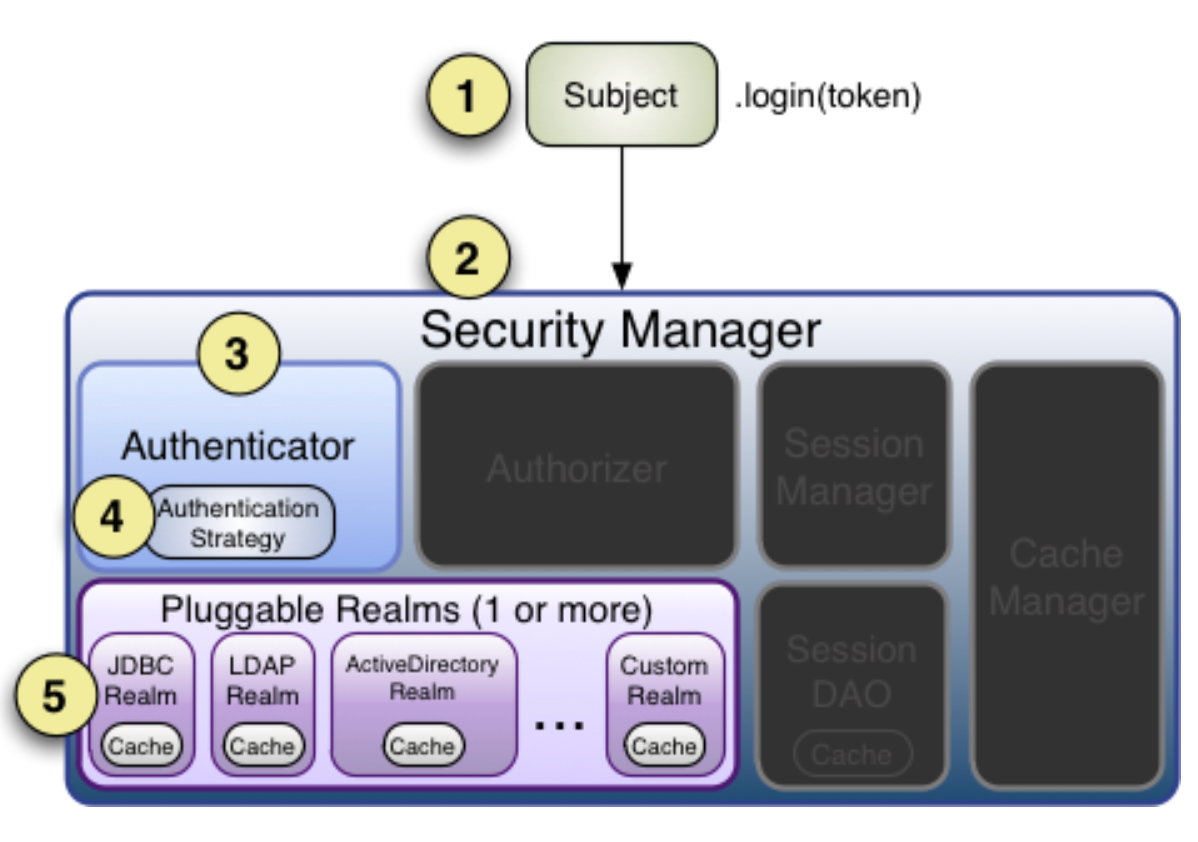 1
Subject
.login(token)
2
Security Manager
3
Authenticator
4
Authentication
Strategy
Authorizer
Session
Manager
Cache
Manager
Pluggable Realms (1 or more)
5
JDBC
Realm
Cache
LDAP
Realm
Cache
ActiveDirectory
Realm
Cache
...
Custom
Realm
Cache
Session
DAO
Cache